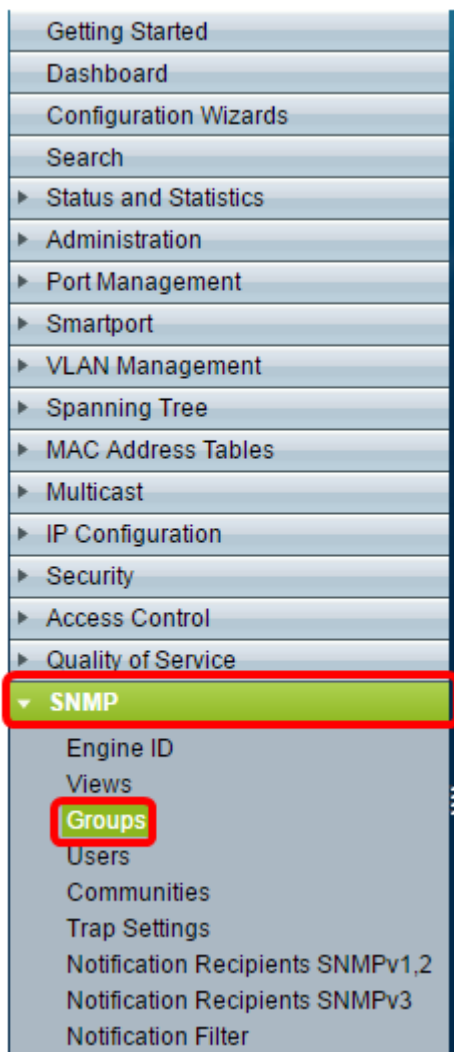 Getting Started
Dashboard
Configuration Wizards
Search
Status and Statistics
Administration
Port Management
Smartport
VLAN Management
Spanning Tree
MAC Address Tables
Multicast
IP Configuration
Security
Access Control
Quality of Service
SNMP
Engine ID
Views
Groups
Users
Communities
Trap Settings
Notification Recipients SNMPv1,2
Notification Recipients SNMPv3
Notification Filter